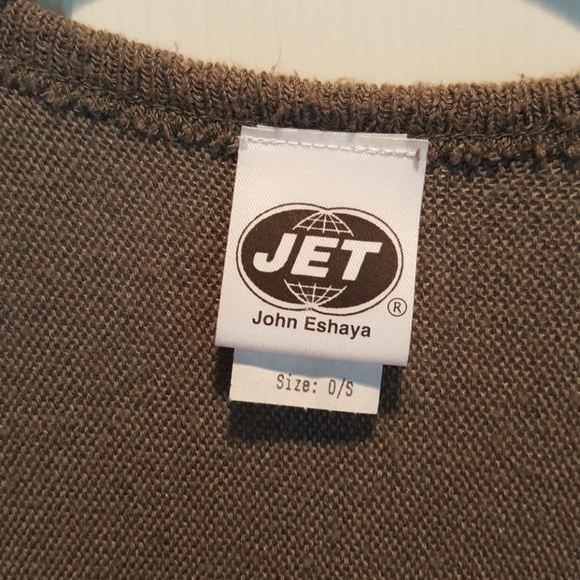 JET
®
John Eshaya
Size: O/S